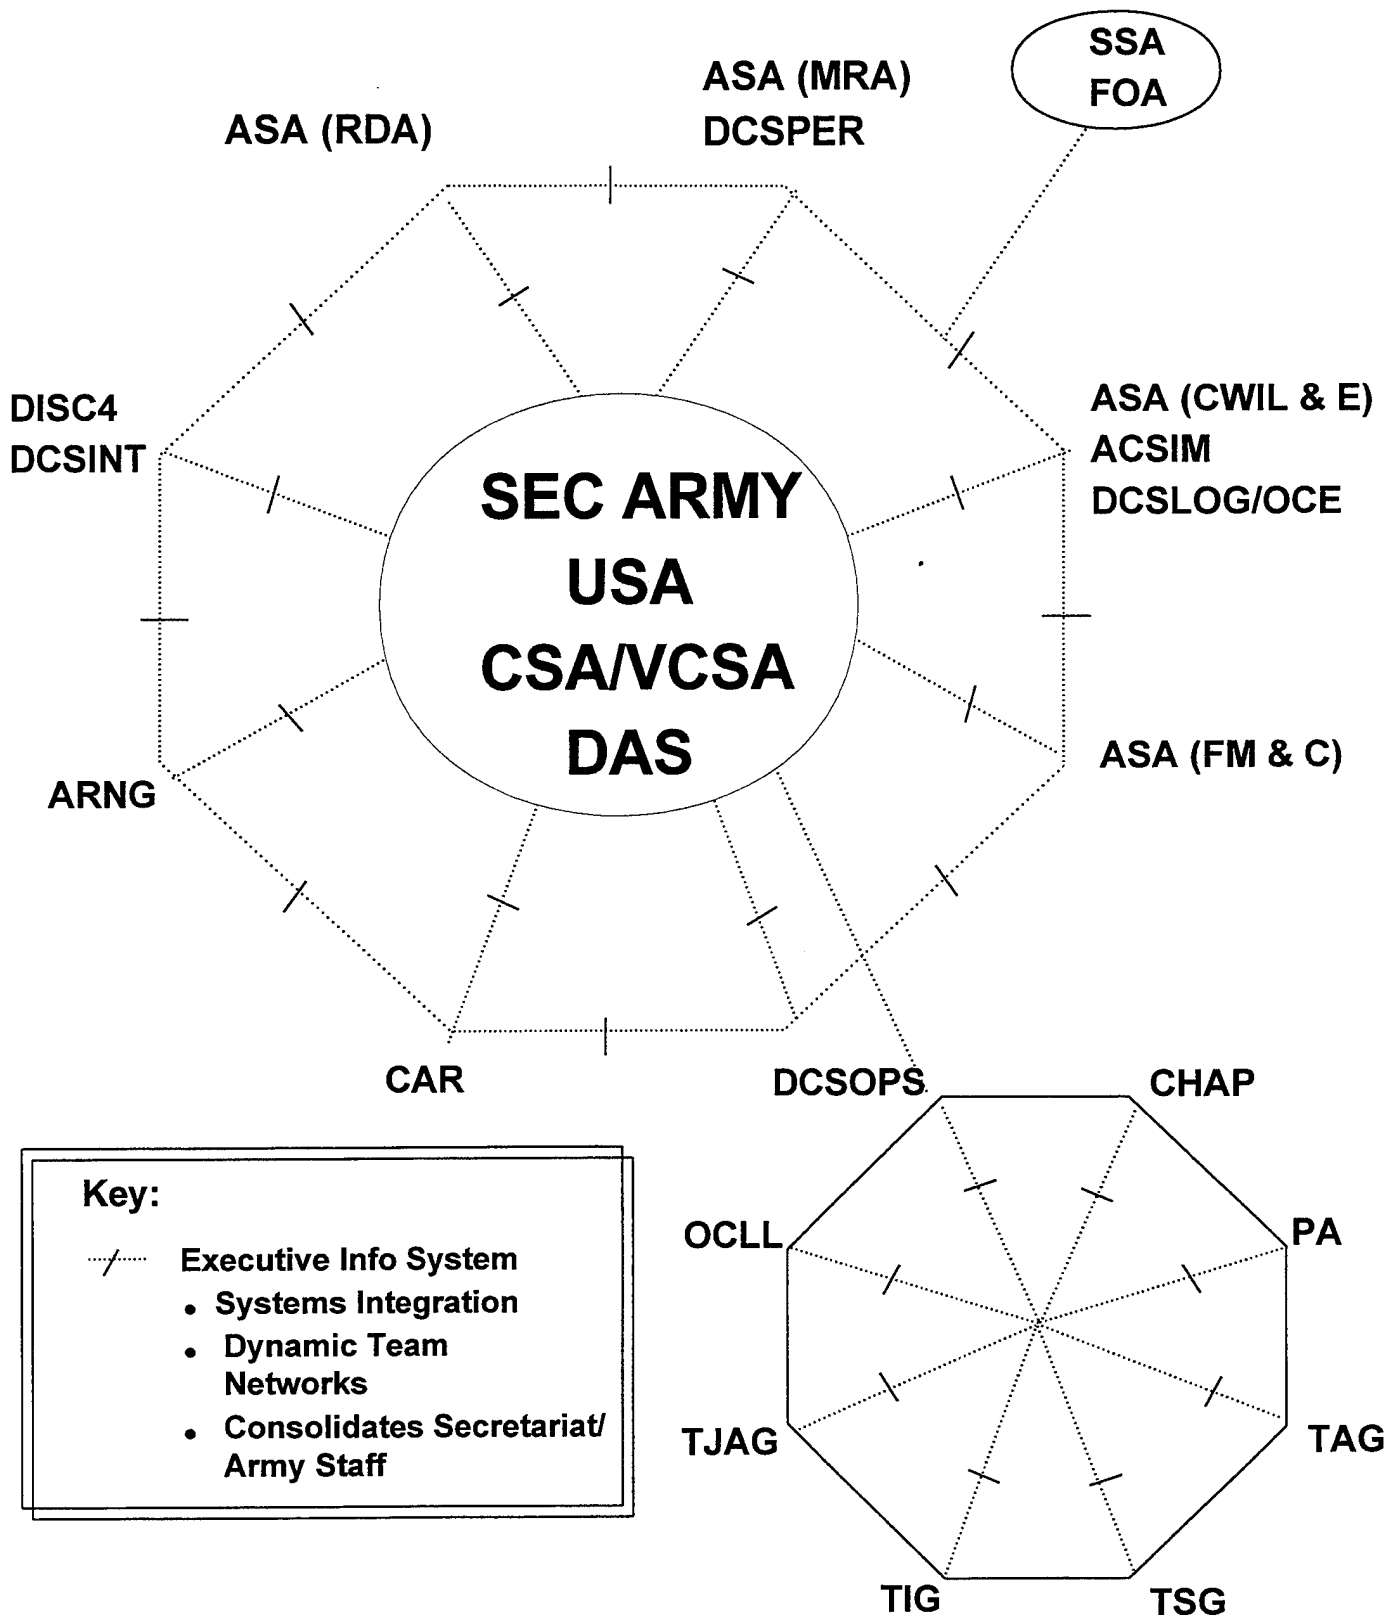 SSA
FOA
ASA (MRA)
DCSPER
ASA (RDA)
DISC4
DCSINT
ASA (CWIL & E)
ACSIM
DCSLOG/OCE
SEC ARMY
USA
CSA/VCSA
DAS
ASA (FM & C)
ARNG
CAR
DCSOPS
CHAP
OCLL
PA
TJAG
TAG
TIG
TSG
Key:
Executive Info System
• Systems Integration
• Dynamic Team
Networks
• Consolidates Secretariat/
Army Staff